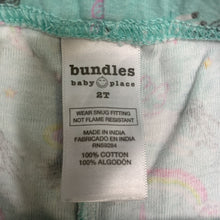 bundles
baby place
2T
WEAR SNUG FITTING
NOT FLAME RESISTANT
MADE IN INDIA
FABRICADO EN INDIA
RN59284
100% COTTON
100% ALGODÓN